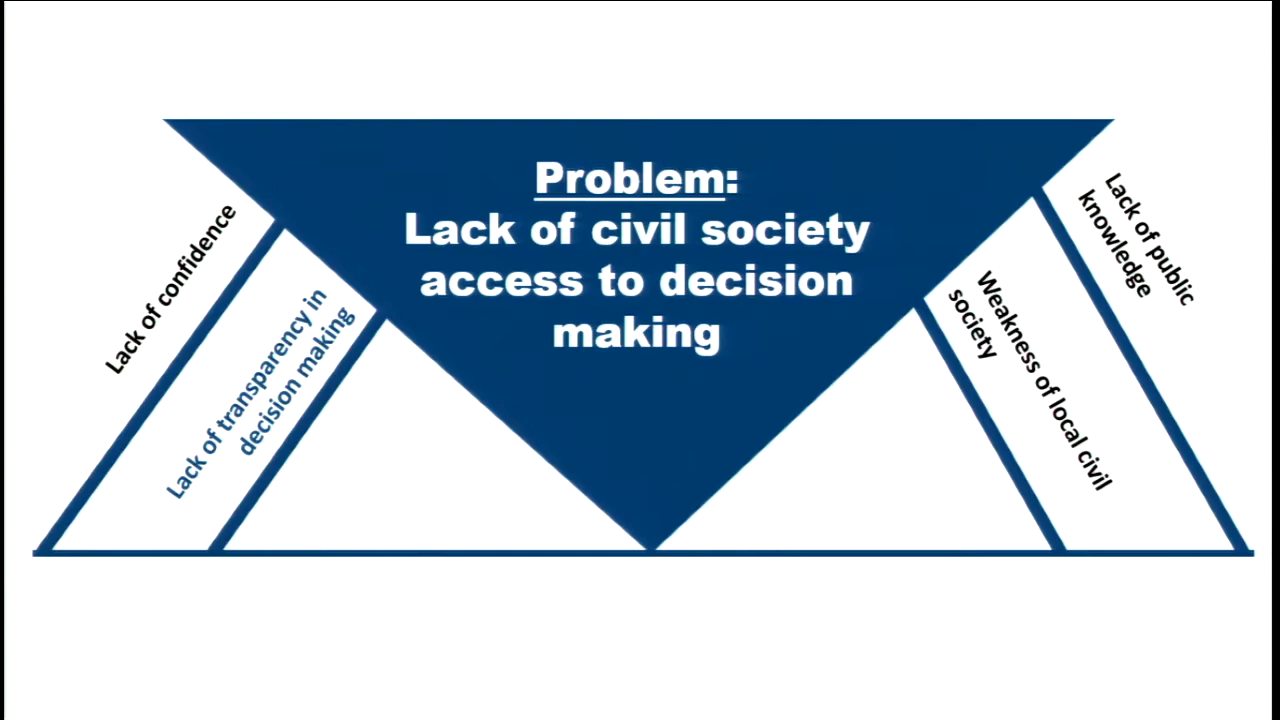 Problem:
Lack of civil society
access to decision
making
Lack of confidence
Lack of transparency in
decision making
Weakness of local civil
society
Lack of public
knowledge